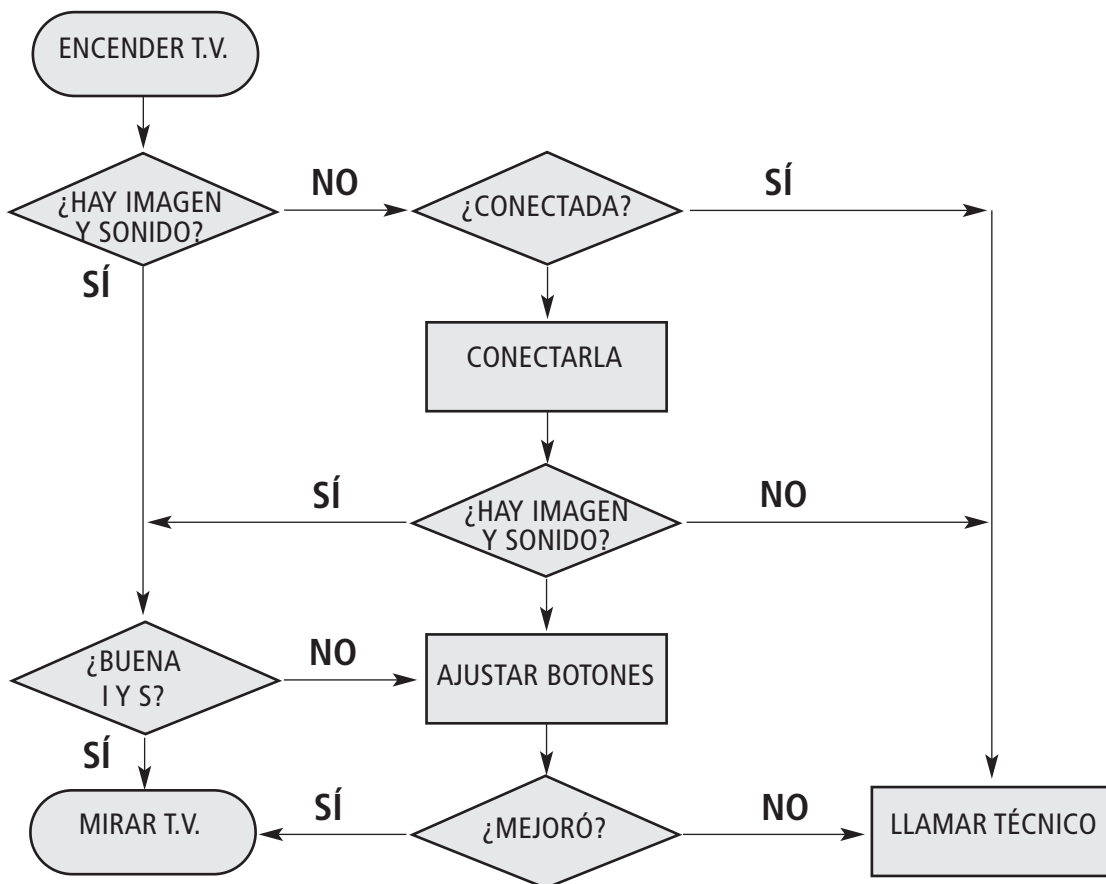 ENCENDER T.V.
¿HAY IMAGEN
Y SONIDO?
NO
¿CONECTADA?
SÍ
SÍ
CONECTARLA
SÍ
¿HAY IMAGEN
Y SONIDO?
NO
¿BUENA
I Y S?
NO
AJUSTAR BOTONES
SÍ
MIRAR T.V.
SÍ
¿MEJORÓ?
NO
LLAMAR TÉCNICO